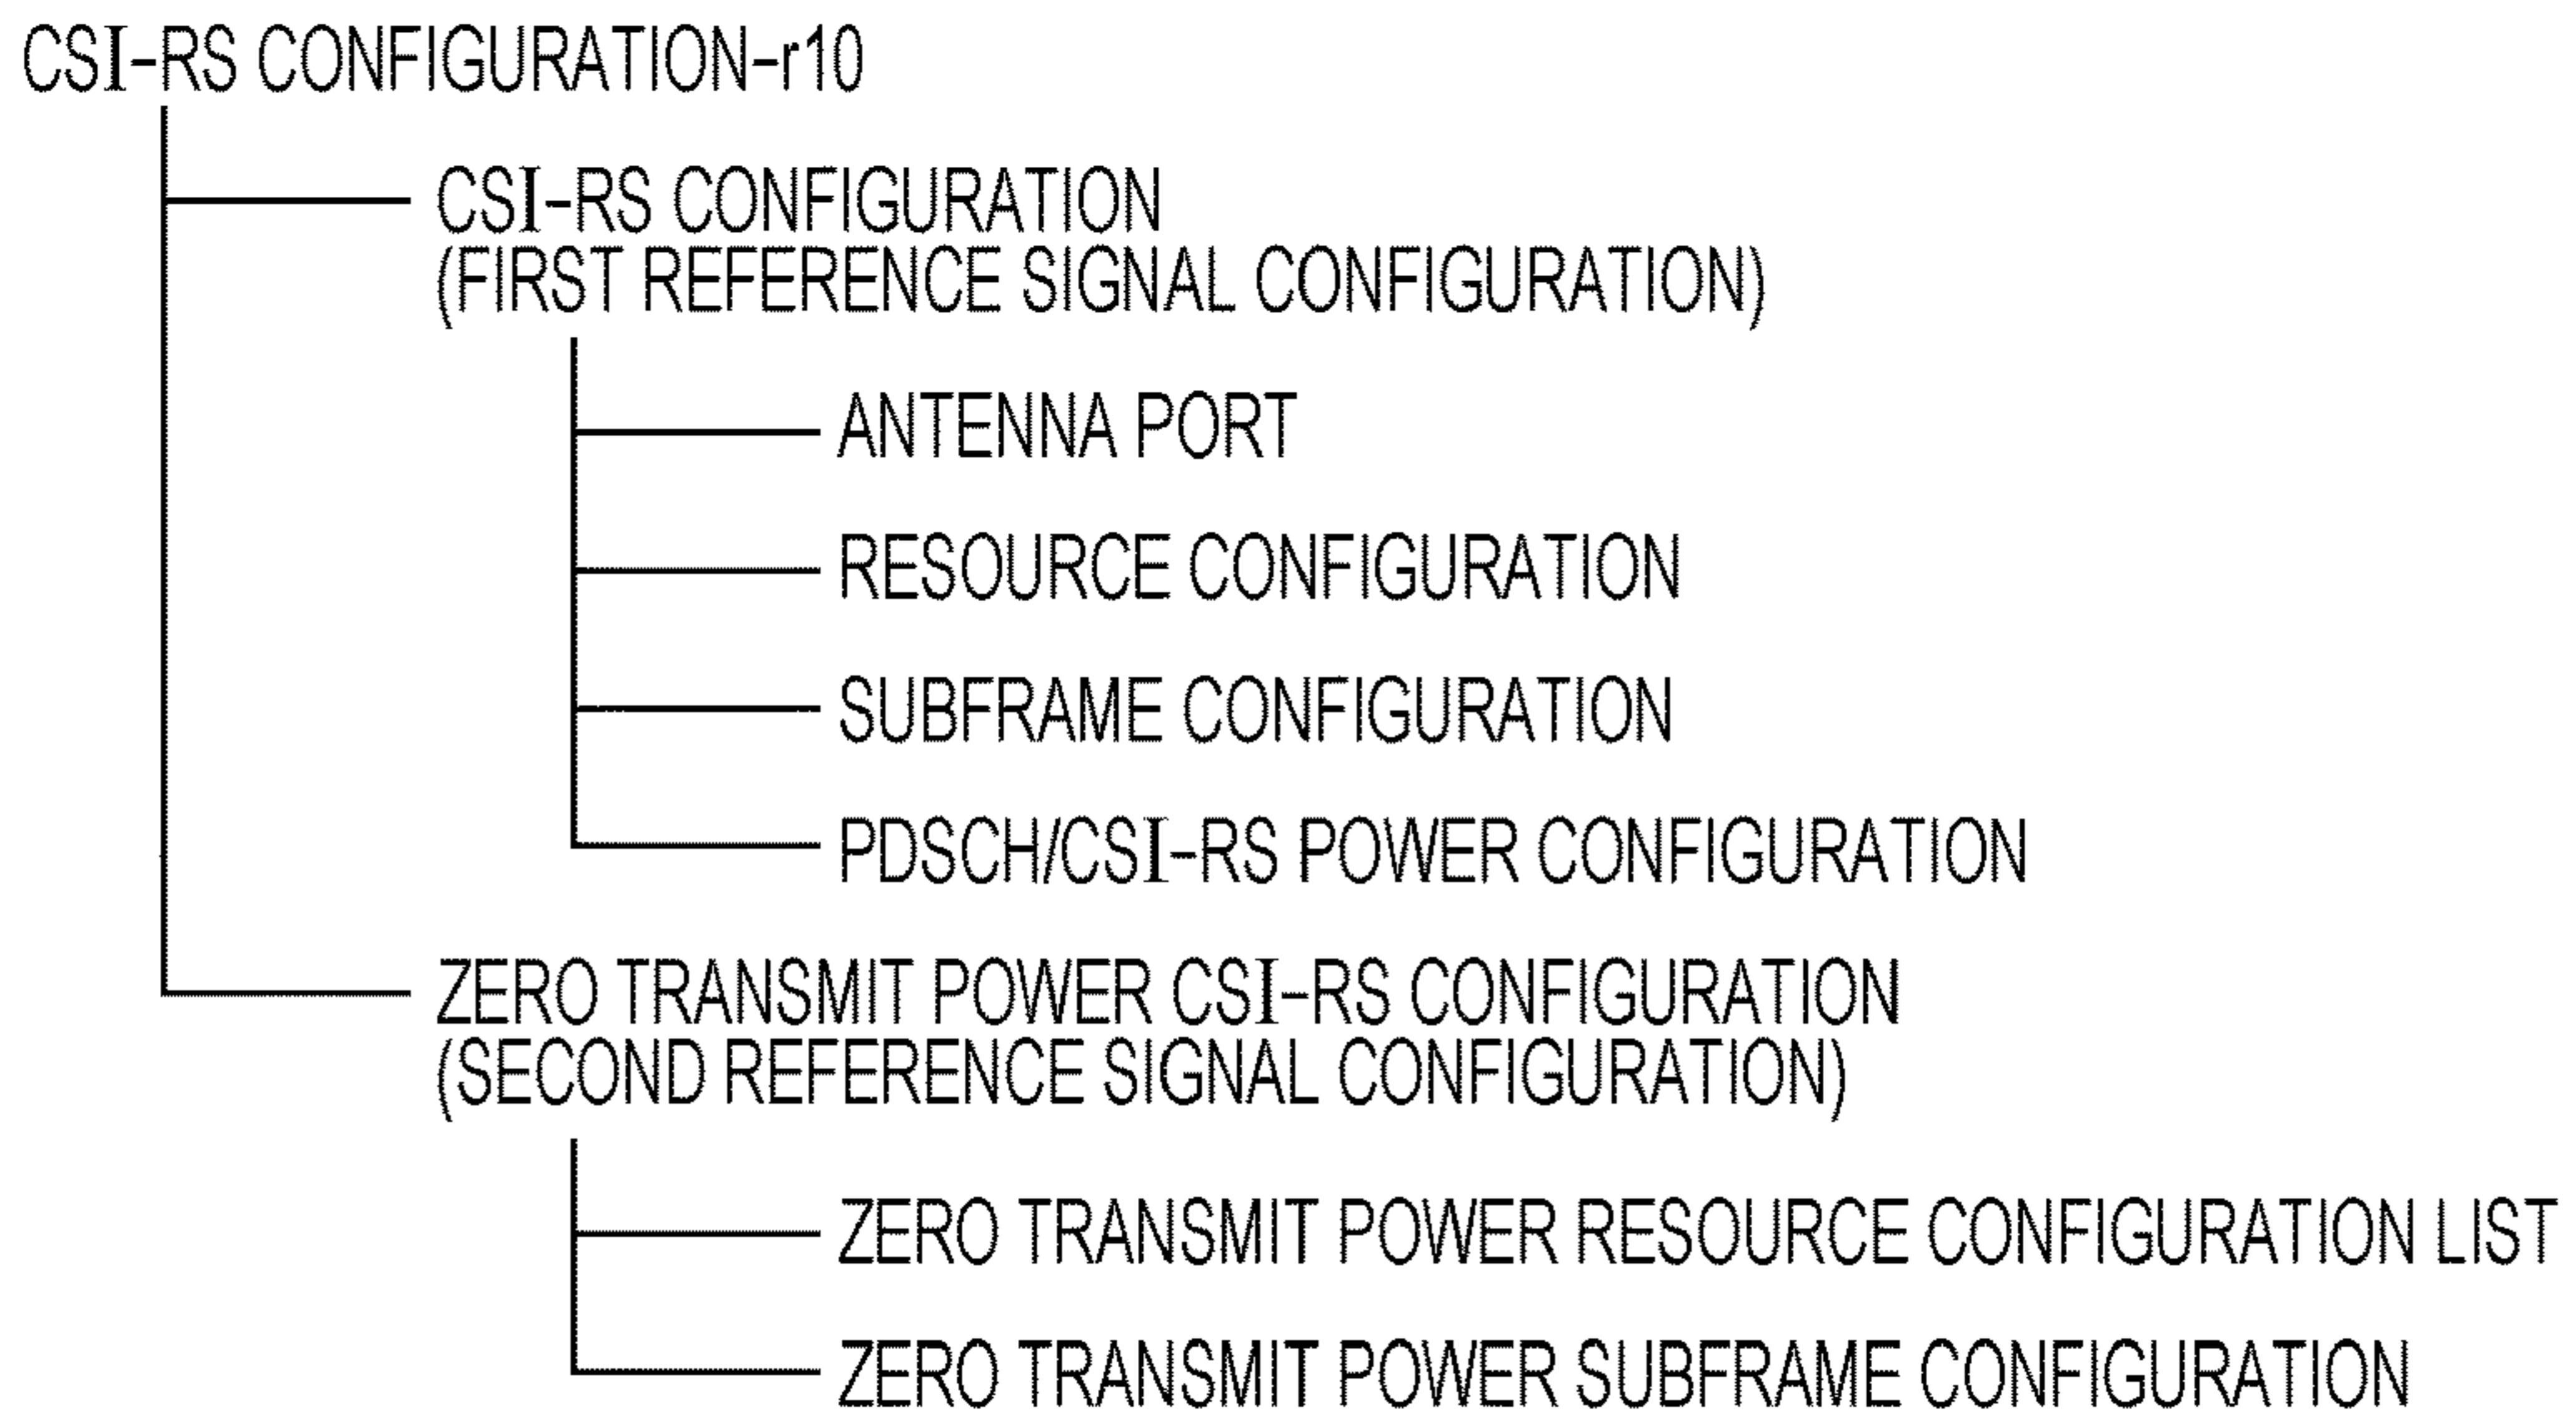 CSI-RS CONFIGURATION-r10
CSI-RS CONFIGURATION
(FIRST REFERENCE SIGNAL CONFIGURATION)
ANTENNA PORT
RESOURCE CONFIGURATION
SUBFRAME CONFIGURATION
PDSCH/CSI-RS POWER CONFIGURATION
ZERO TRANSMIT POWER CSI-RS CONFIGURATION
(SECOND REFERENCE SIGNAL CONFIGURATION)
ZERO TRANSMIT POWER RESOURCE CONFIGURATION LIST
ZERO TRANSMIT POWER SUBFRAME CONFIGURATION